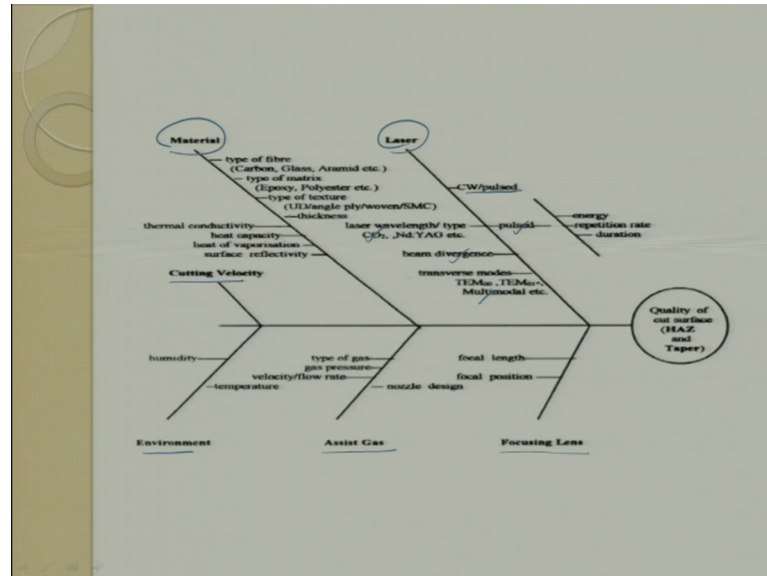 Material
type of fibre
(Carbon, Glass, Aramid etc.)
type of matrix
(Epoxy, Polyester etc.)
type of texture
(UD/angle ply/woven/SMC)
thickness
thermal conductivity
heat capacity
heat of vaporisation
surface reflectivity
Laser
CW/pulsed
laser wavelength/ type
CO₂, ,Nd:YAG etc.
pulsed
energy
repetition rate
duration
beam divergence
transverse modes
TEM₀₀ ,TEM₀₁*,
Multimodal etc.
Cutting Velocity
Quality of
cut surface
(HAZ
and
Taper)
humidity
temperature
Environment
type of gas
gas pressure
velocity/flow rate
nozzle design
Assist Gas
focal length
focal position
Focusing Lens